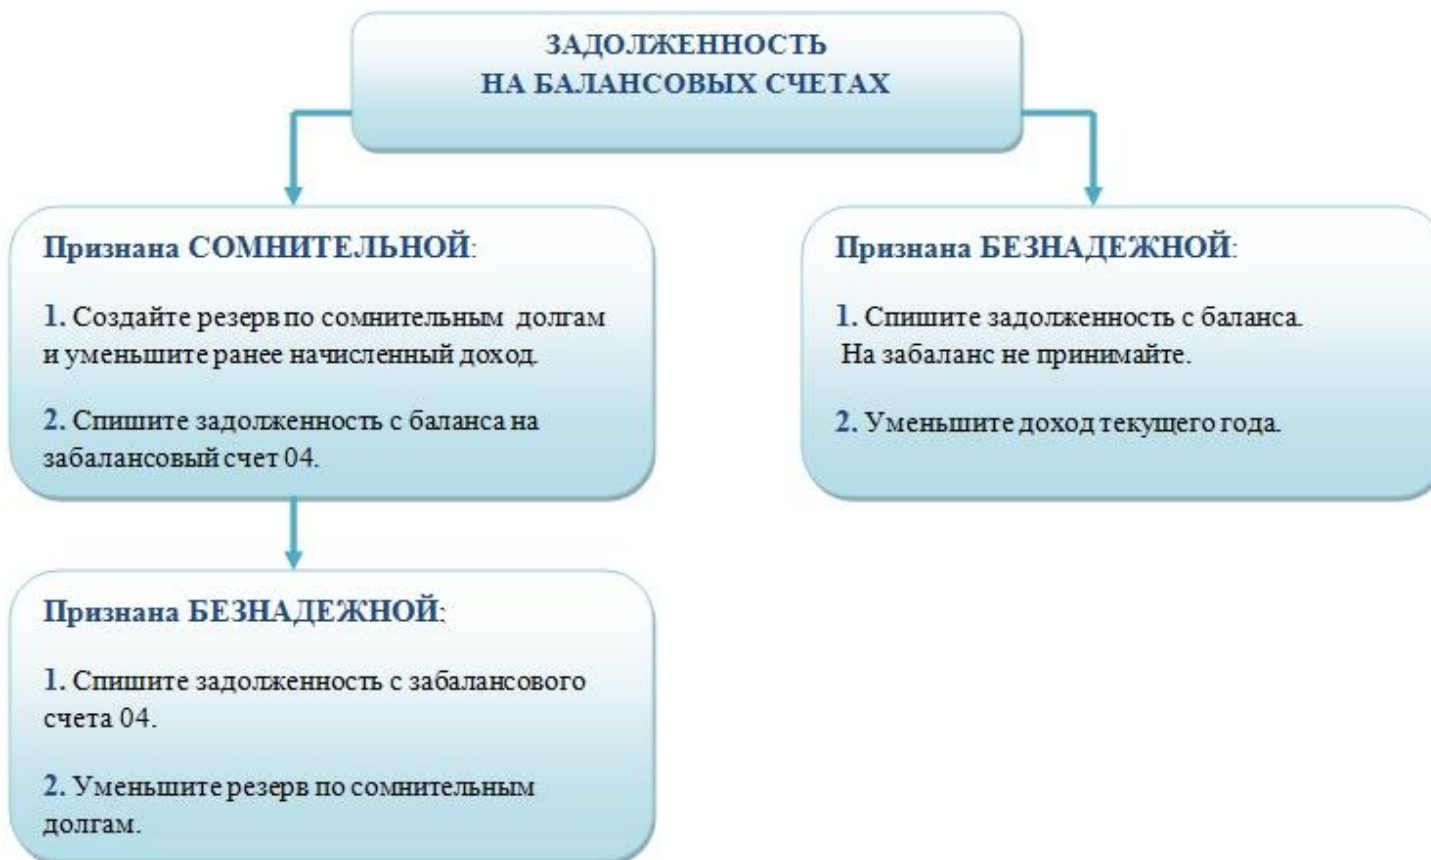 ЗАДОЛЖЕННОСТЬ
НА БАЛАНСОВЫХ СЧЕТАХ
Признана СОМНИТЕЛЬНОЙ:
1. Создайте резерв по сомнительным долгам
и уменьшите ранее начисленный доход.
2. Спишите задолженность с баланса на
забалансовый счет 04.
Признана БЕЗНАДЕЖНОЙ:
1. Спишите задолженность с баланса.
На забаланс не принимайте.
2. Уменьшите доход текущего года.
Признана БЕЗНАДЕЖНОЙ:
1. Спишите задолженность с забалансового
счета 04.
2. Уменьшите резерв по сомнительным
долгам.